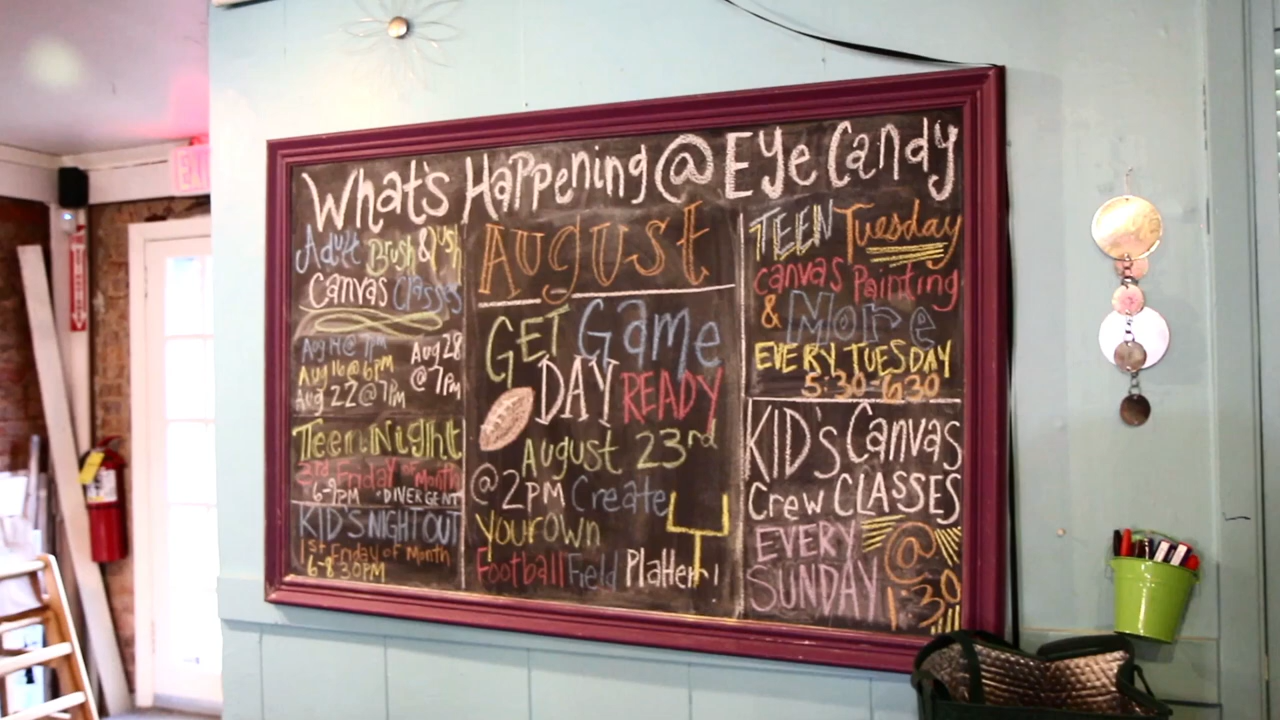 What's Happening @ Eye Candy
Adult Brush & Lush
Canvas Classes
Aug 14 @ 7pm
Aug 16 @ 6pm
Aug 22 @ 7pm
Aug 28
@ 7pm
Teen Night
3rd Friday of Month
6-9pm *DIVERGENT
KID'S NIGHT OUT
1st Friday of Month
6-8:30PM
August
GET Game
DAY READY
August 23rd
@ 2PM Create
your own
Football Field Platter!
TEEN Tuesday
Canvas Painting
& More
EVERY TUESDAY
5:30-6:30
KID's Canvas
Crew CLASSES
EVERY
SUNDAY
@
1:30